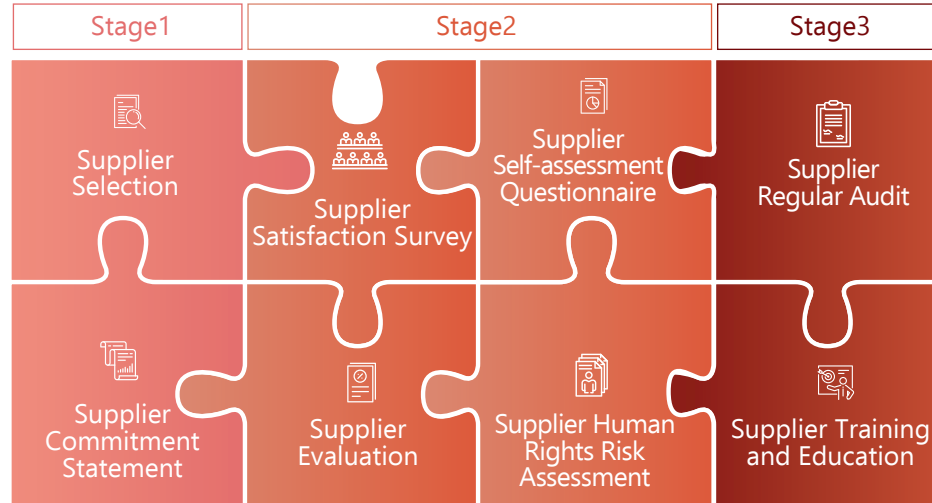 Stage1
Stage2
Stage3
Supplier
Selection
Supplier
Satisfaction Survey
Supplier
Self-assessment
Questionnaire
Supplier
Regular Audit
Supplier
Commitment
Statement
Supplier
Evaluation
Supplier Human
Rights Risk
Assessment
Supplier Training
and Education